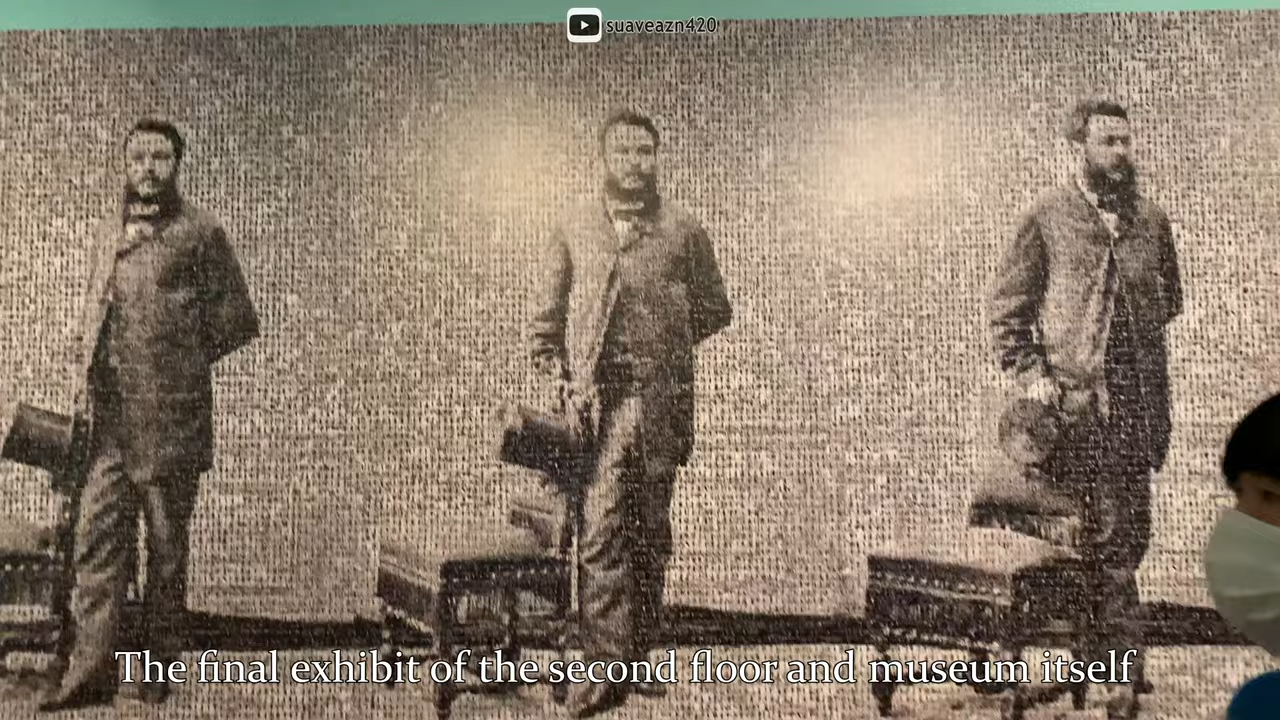 suaveazn420
The final exhibit of the second floor and museum itself